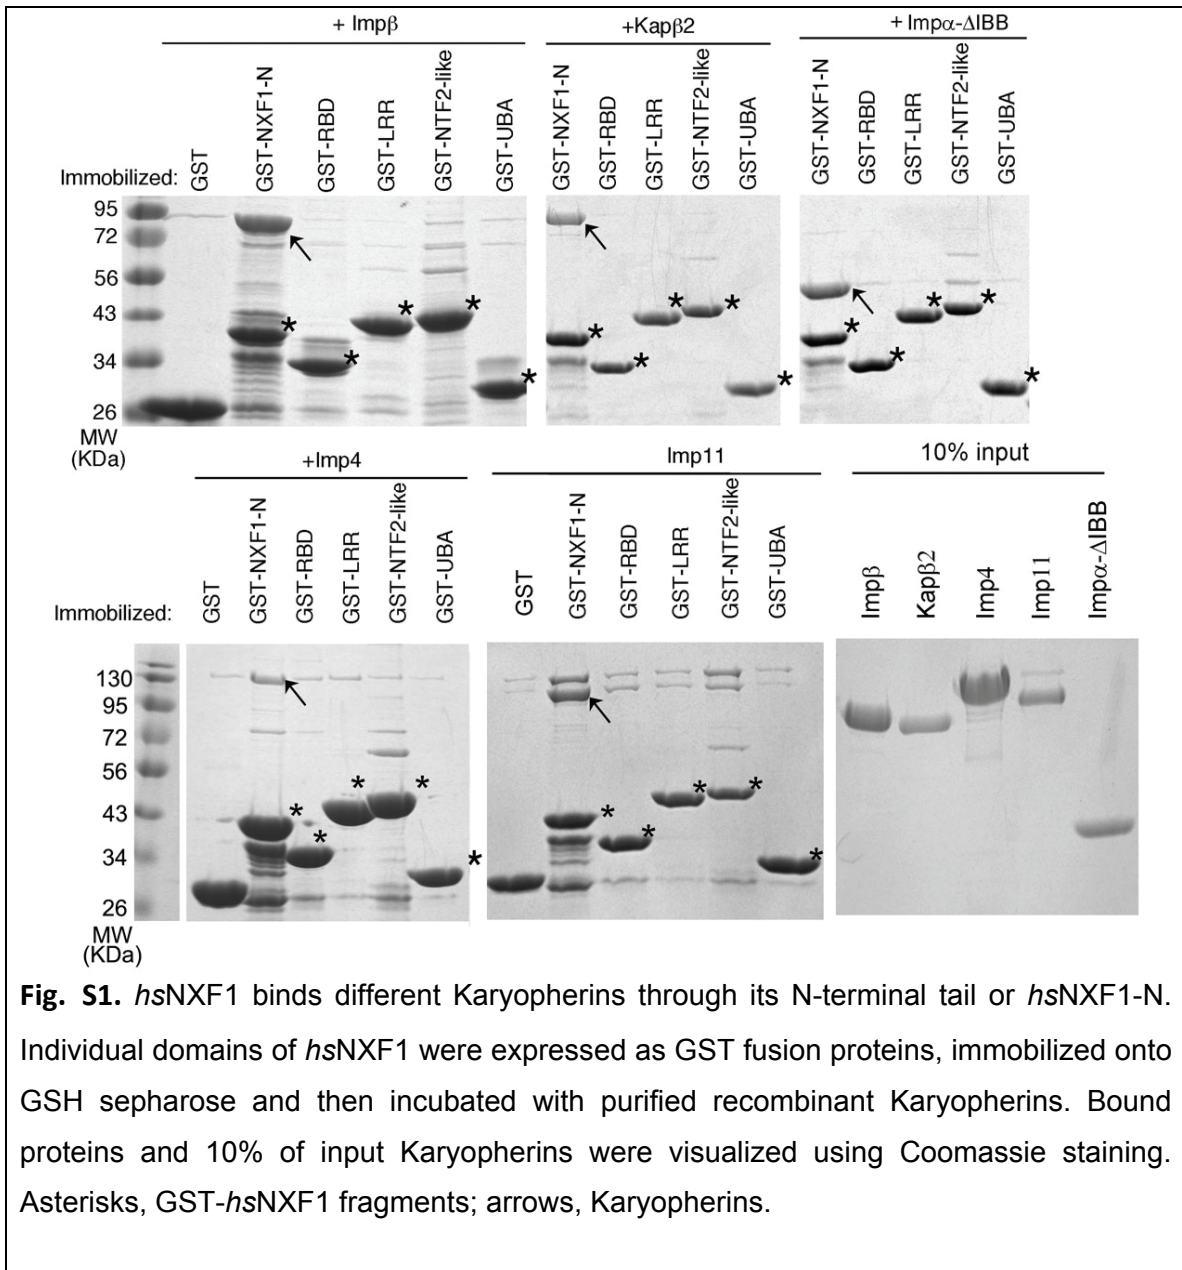 + Impβ
+Kapβ2
+ Impα-ΔIBB
Immobilized:
GST
GST-NXF1-N
GST-RBD
GST-LRR
GST-NTF2-like
GST-UBA
GST-NXF1-N
GST-RBD
GST-LRR
GST-NTF2-like
GST-UBA
GST-NXF1-N
GST-RBD
GST-LRR
GST-NTF2-like
GST-UBA
95
72
56
43
34
26
MW
(KDa)
* * * * *
* * * * *
* * * * *
+Imp4
Imp11
10% input
Immobilized:
GST
GST-NXF1-N
GST-RBD
GST-LRR
GST-NTF2-like
GST-UBA
GST
GST-NXF1-N
GST-RBD
GST-LRR
GST-NTF2-like
GST-UBA
Impβ
Kapβ2
Imp4
Imp11
Impα-ΔIBB
130
95
72
56
43
34
26
MW
(KDa)
* * * * *
* * * * *
Fig. S1. hsNXF1 binds different Karyopherins through its N-terminal tail or hsNXF1-N.
Individual domains of hsNXF1 were expressed as GST fusion proteins, immobilized onto
GSH sepharose and then incubated with purified recombinant Karyopherins. Bound
proteins and 10% of input Karyopherins were visualized using Coomassie staining.
Asterisks, GST-hsNXF1 fragments; arrows, Karyopherins.